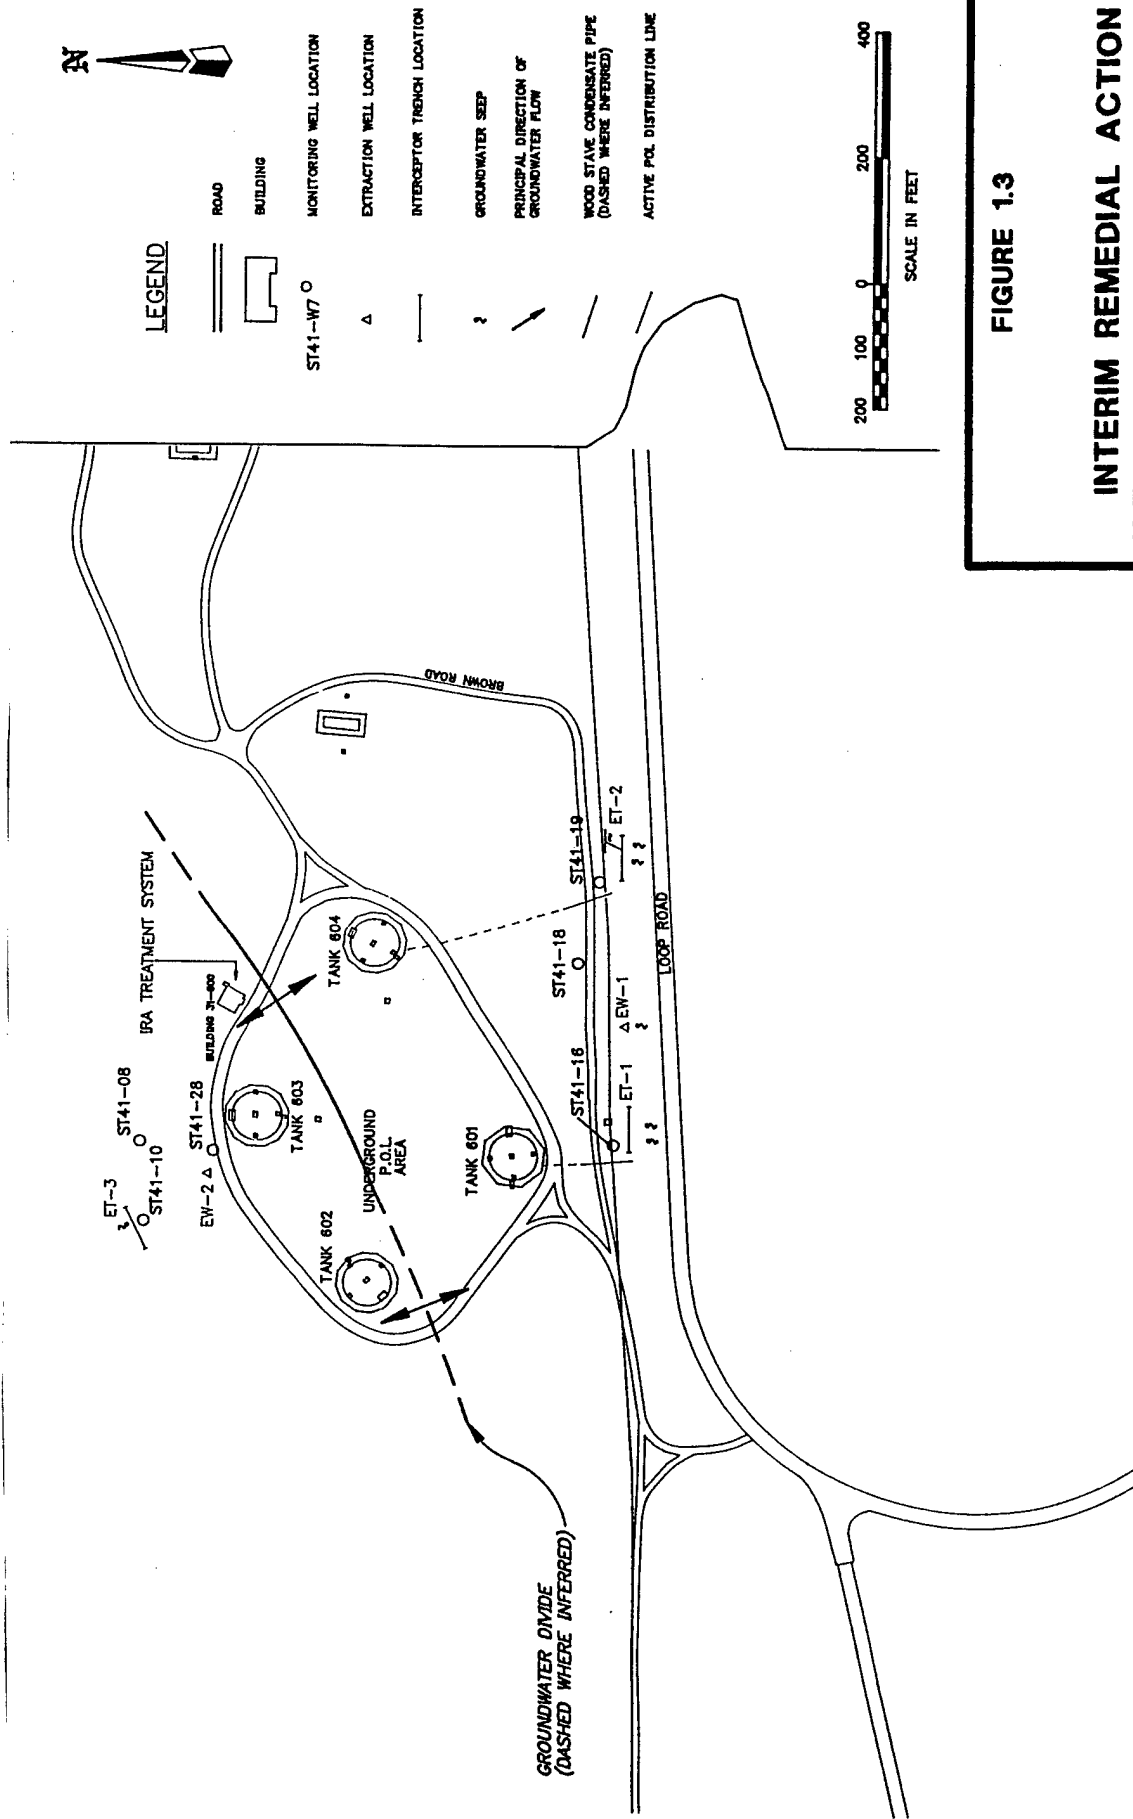 N
LEGEND
ROAD
BUILDING
ST41-W7
MONITORING WELL LOCATION
EXTRACTION WELL LOCATION
INTERCEPTOR TRENCH LOCATION
GROUNDWATER SEEP
PRINCIPAL DIRECTION OF
GROUNDWATER FLOW
WOOD STAVE CONDENSATE PIPE
(DASHED WHERE INFERRED)
ACTIVE POL DISTRIBUTION LINE
200 100 0 200 400
SCALE IN FEET
FIGURE 1.3
INTERIM REMEDIAL ACTION
ET-3
ST41-10
ST41-08
EW-2
ST41-28
IRA TREATMENT SYSTEM
BUILDING 31-600
TANK 603
TANK 604
TANK 602
UNDERGROUND
P.O.L.
AREA
TANK 601
BROWN ROAD
ST41-16
ET-1
EW-1
ST41-18
ST41-19
ET-2
LOOP ROAD
GROUNDWATER DIVIDE
(DASHED WHERE INFERRED)